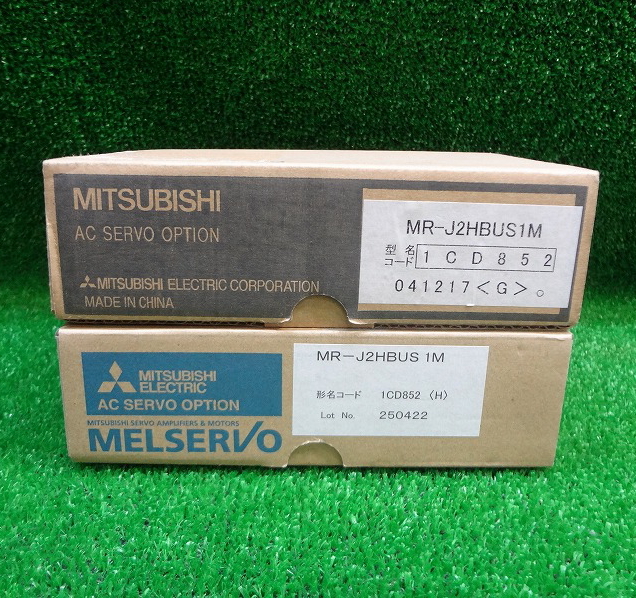 MITSUBISHI
AC SERVO OPTION
MITSUBISHI ELECTRIC CORPORATION
MADE IN CHINA
MR-J2HBUS1M
型名
コード 1CD852
041217<G>。
MITSUBISHI
ELECTRIC
AC SERVO OPTION
MITSUBISHI SERVO AMPLIFIERS & MOTORS
MELSERVO
MR-J2HBUS 1M
形名コード 1CD852 〈H〉
Lot No. 250422